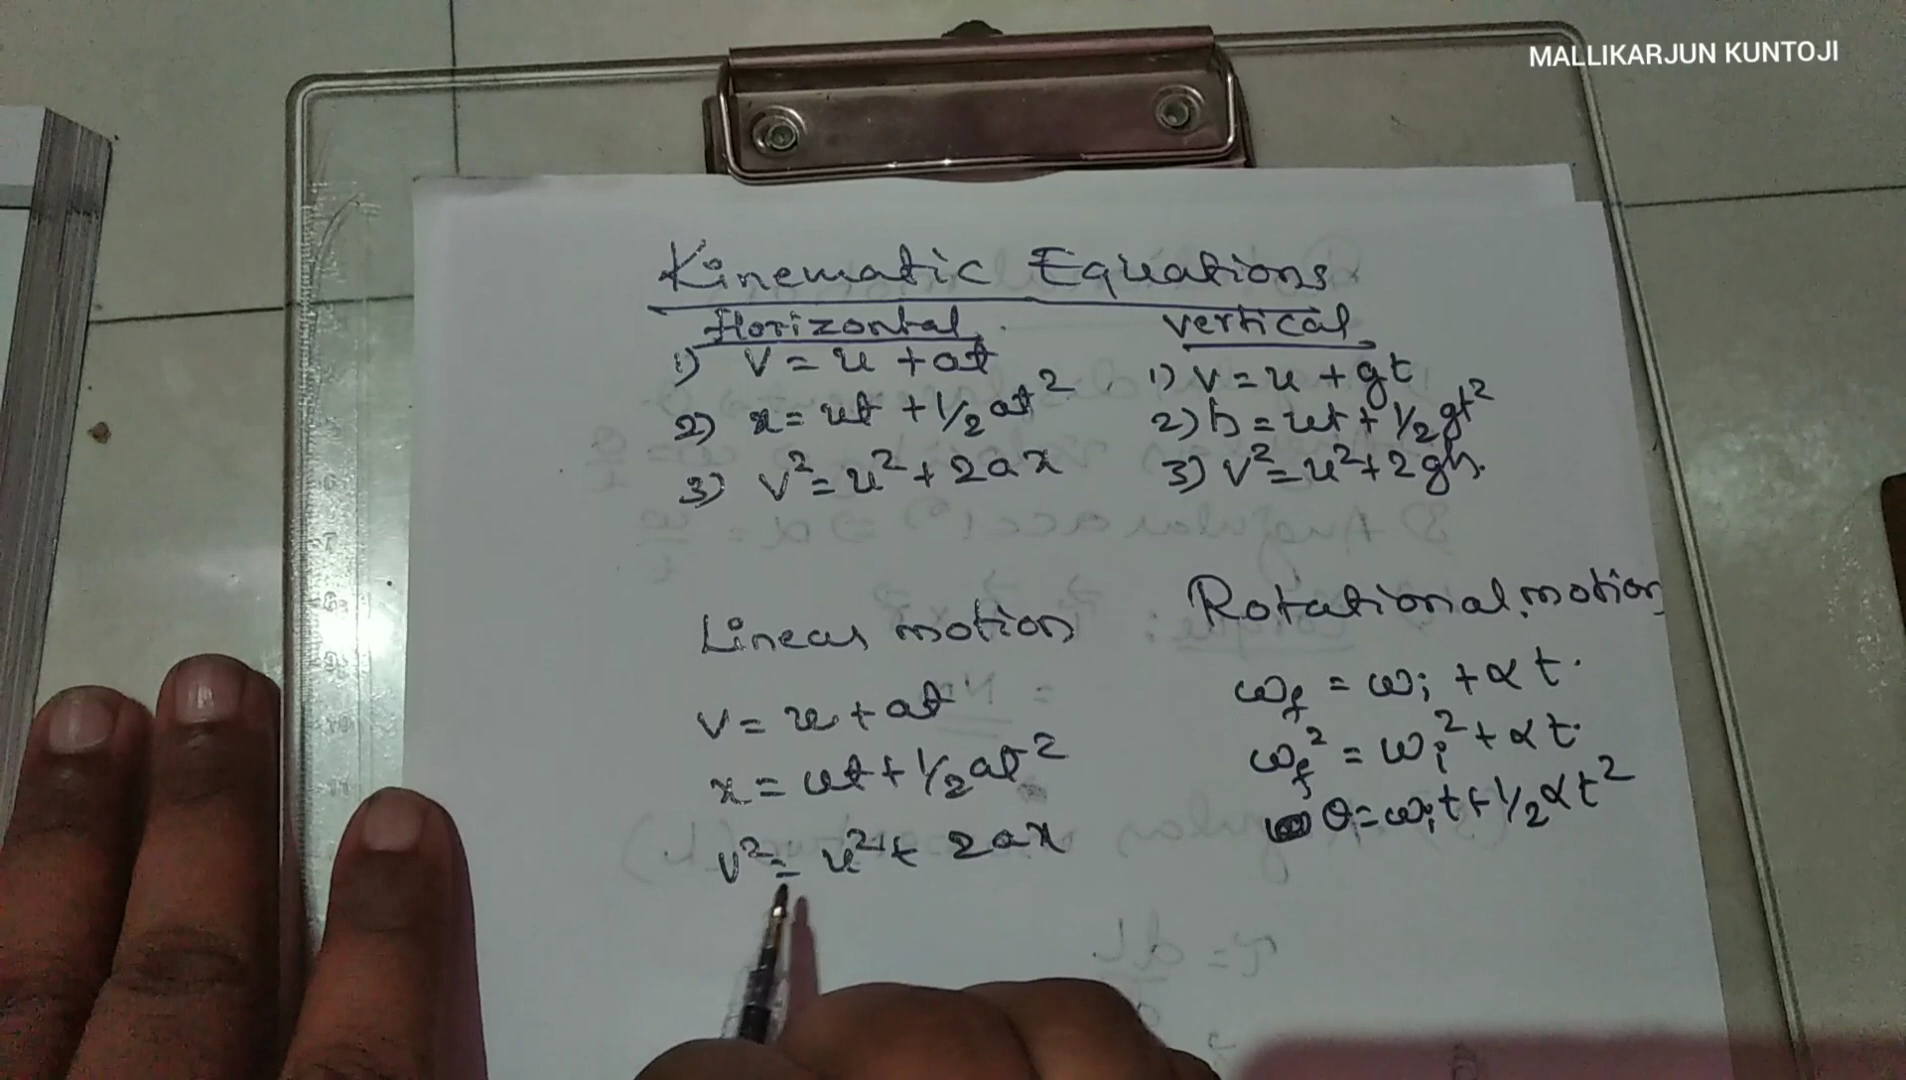 MALLIKARJUN KUNTOJI
Kinematic Equations
Horizontal
1) v = u + at
2) x = ut + 1/2 at²
3) v² = u² + 2ax
vertical
1) v = u + gt
2) h = ut + 1/2 gt²
3) v² = u² + 2gh.
Linear motion
v = u + at
x = ut + 1/2 at²
v² = u² + 2ax
Rotational motion
ωf = ωi + αt.
ωf² = ωi² + αt.
θ = ωit + 1/2 αt²